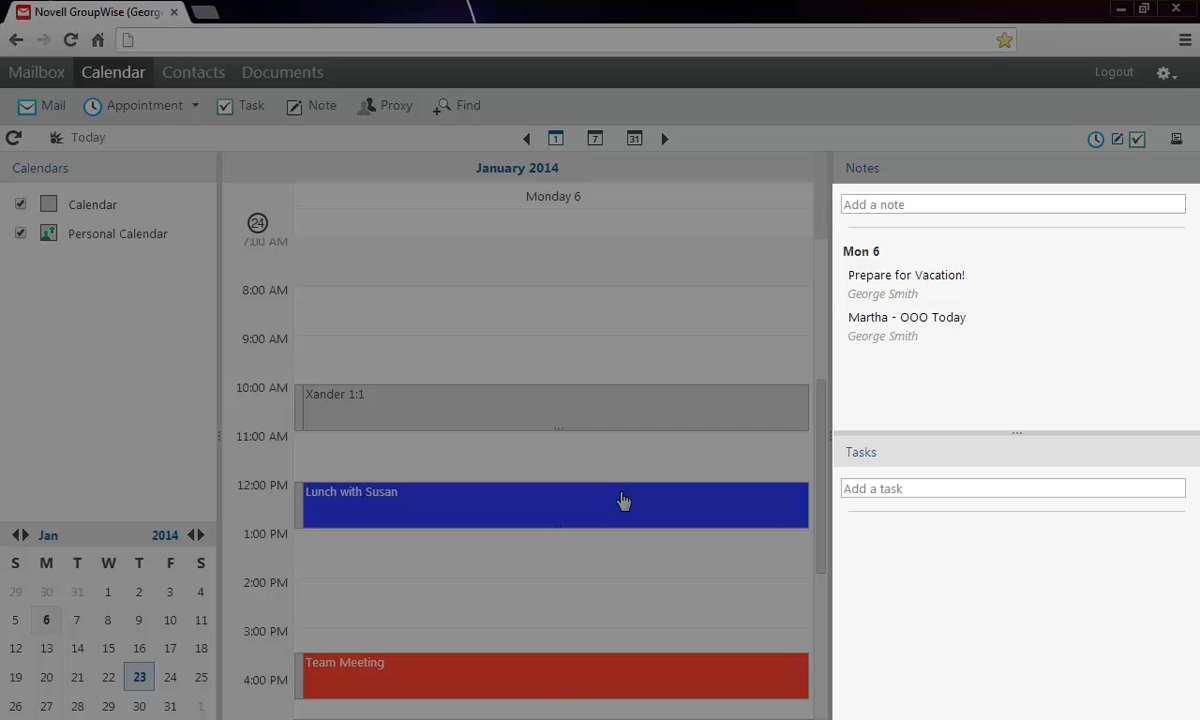 Novell GroupWise (Georg
Mailbox Calendar Contacts Documents Logout
Mail Appointment Task Note Proxy Find
Today 1 7 31
Calendars
Calendar
Personal Calendar
Jan 2014
S M T W T F S
29 30 31 1 2 3 4
5 6 7 8 9 10 11
12 13 14 15 16 17 18
19 20 21 22 23 24 25
26 27 28 29 30 31 1
January 2014
Monday 6
24
7:00 AM
8:00 AM
9:00 AM
10:00 AM Xander 1:1
11:00 AM
12:00 PM Lunch with Susan
1:00 PM
2:00 PM
3:00 PM
Team Meeting
4:00 PM
Notes
Add a note
Mon 6
Prepare for Vacation!
George Smith
Martha - OOO Today
George Smith
Tasks
Add a task